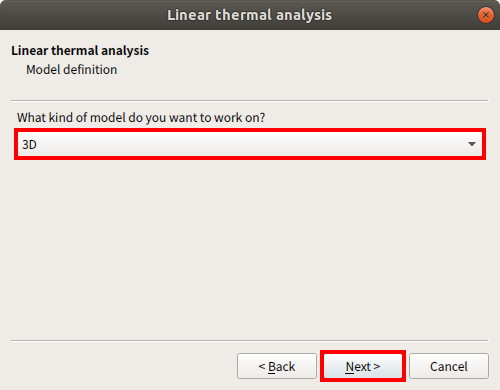 Linear thermal analysis
Linear thermal analysis
Model definition
What kind of model do you want to work on?
3D
< Back Next > Cancel